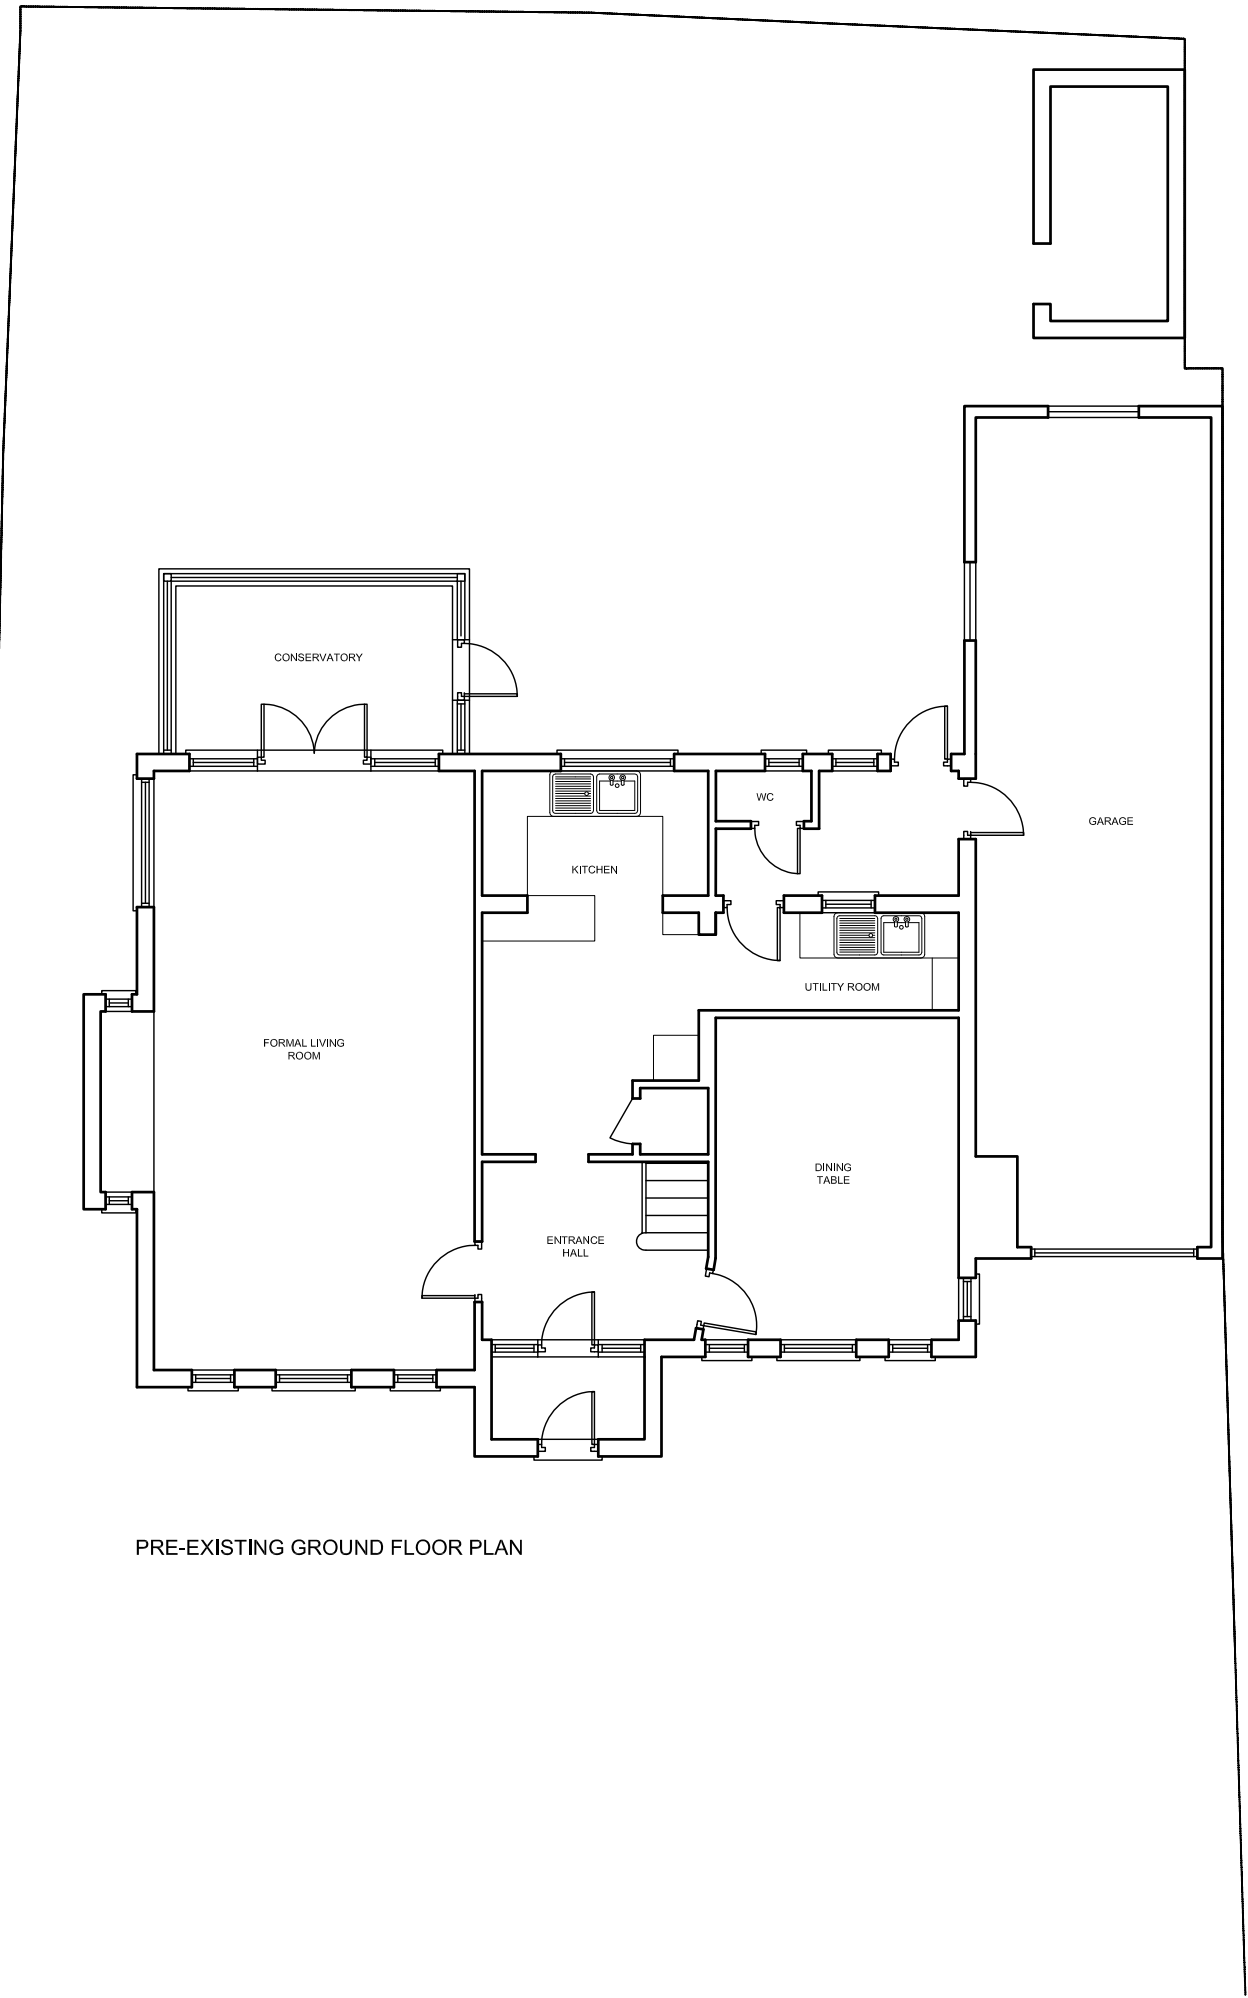 CONSERVATORY
WC
GARAGE
KITCHEN
UTILITY ROOM
FORMAL LIVING
ROOM
DINING
TABLE
ENTRANCE
HALL
PRE-EXISTING GROUND FLOOR PLAN